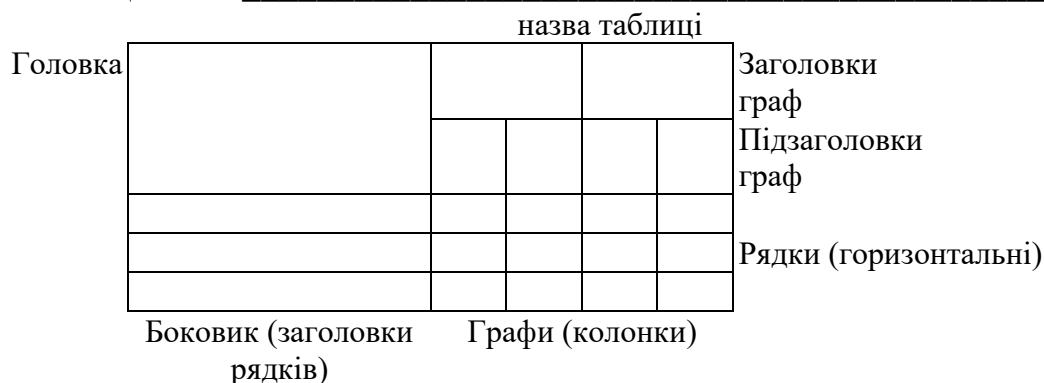 назва таблиці
Головка
Заголовки
граф
Підзаголовки
граф
Рядки (горизонтальні)
Боковик (заголовки
рядків)
Графи (колонки)